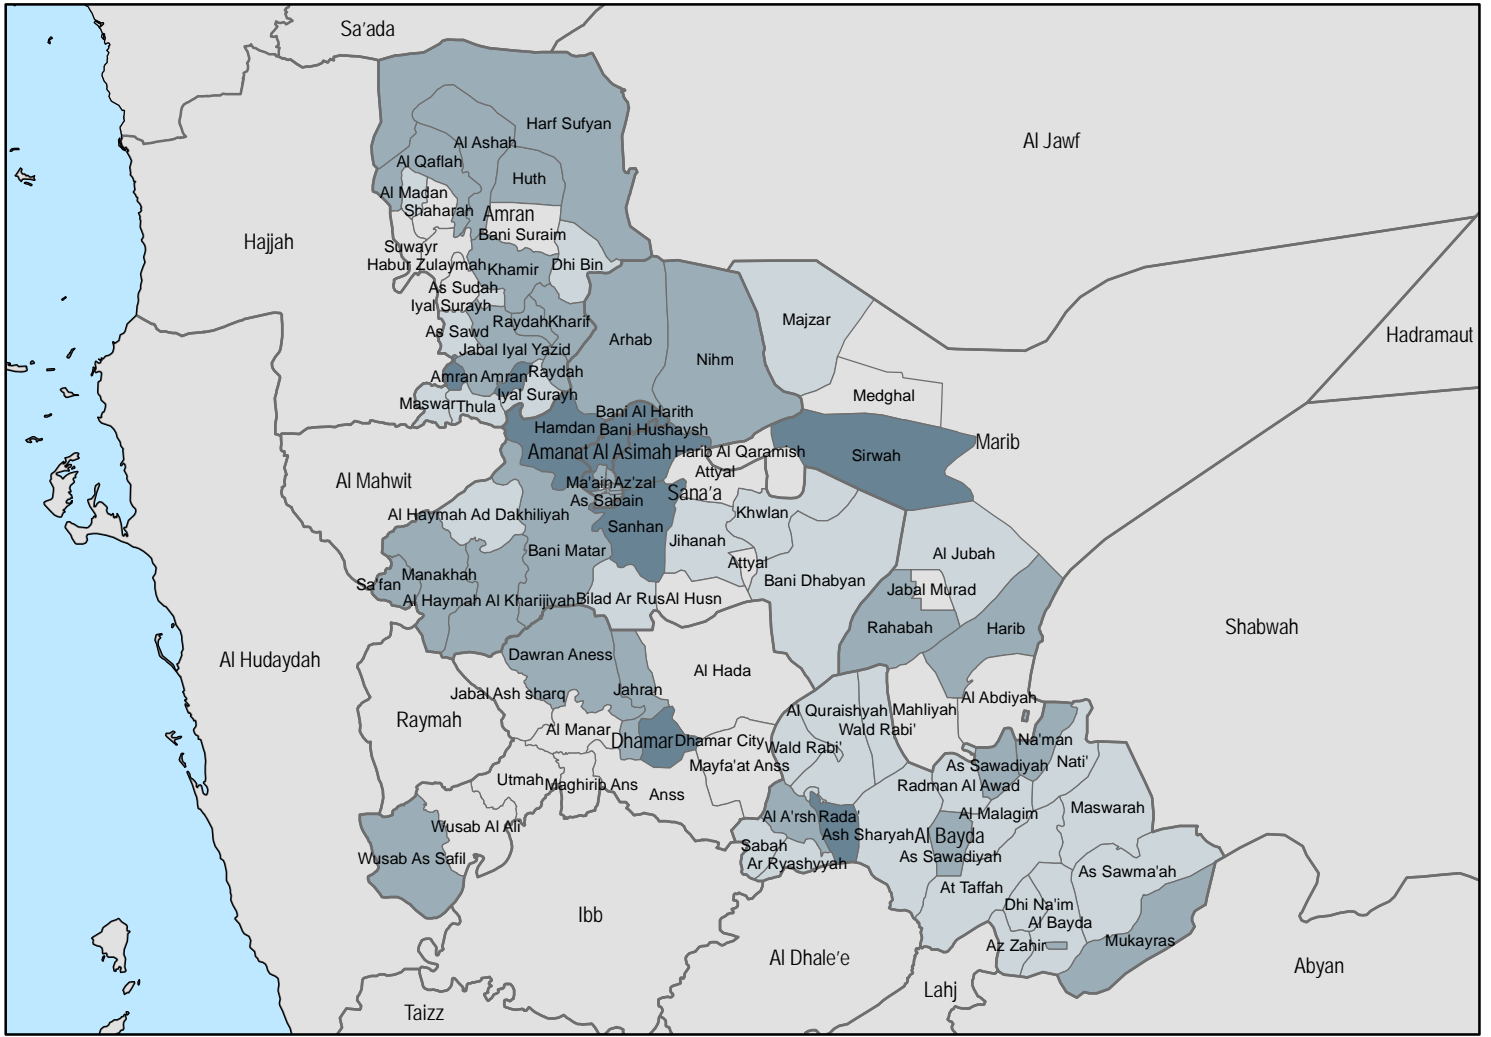 Sa'ada
Harf Sufyan
Al Jawf
Al Ashah
Al Qaflah
Huth
Al Madan
Shaharah
Amran
Bani Suraim
Hajjah
Suwayr
Habur Zulaymah
Khamir
Dhi Bin
As Sudah
Iyal Surayh
Raydah
Kharif
As Sawd
Jabal Iyal Yazid
Arhab
Majzar
Nihm
Hadramaut
Amran
Amran
Raydah
Iyal Surayh
Maswar
Thula
Medghal
Bani Al Harith
Hamdan
Bani Hushaysh
Amanat Al Asimah
Harib Al Qaramish
Sirwah
Marib
Attyal
Al Mahwit
Ma'ain
Az'zal
Sana'a
As Sabain
Al Haymah Ad Dakhiliyah
Sanhan
Khwlan
Jihanah
Bani Matar
Attyal
Al Jubah
Manakhah
Sa'fan
Bani Dhabyan
Jabal Murad
Al Haymah Al Kharijiyah
Bilad Ar Rus
Al Husn
Rahabah
Harib
Shabwah
Al Hudaydah
Dawran Aness
Al Hada
Jabal Ash sharq
Jahran
Al Abdiyah
Raymah
Al Quraishyah
Mahliyah
Al Manar
Wald Rabi'
Dhamar
Dhamar City
Wald Rabi'
Na'man
Mayfa'at Anss
As Sawadiyah
Nati'
Utmah
Maghirib Ans
Anss
Radman Al Awad
Maswarah
Al A'rsh
Rada'
Al Malagim
Wusab Al Ali
Ash Sharyah
Al Bayda
Sabah
Wusab As Safil
Ar Ryashyyah
As Sawadiyah
As Sawma'ah
At Taffah
Dhi Na'im
Ibb
Al Bayda
Az Zahir
Mukayras
Al Dhale'e
Abyan
Lahj
Taizz